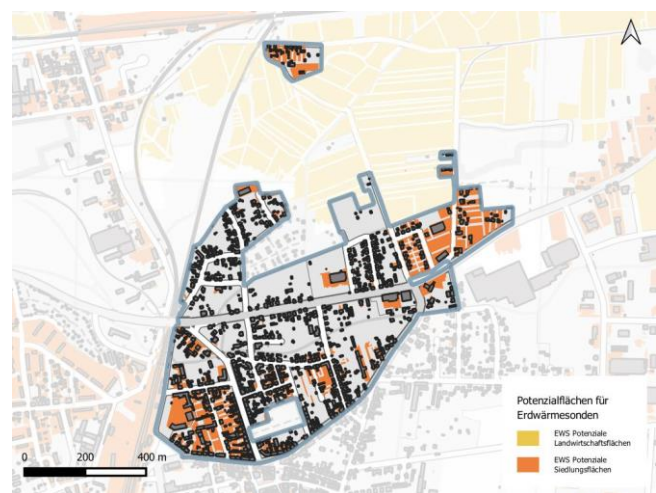 Potenzialflächen für
Erdwärmesonden
EWS Potenziale
Landwirtschaftsflächen
EWS Potenziale
Siedlungsflächen
0 200 400 m